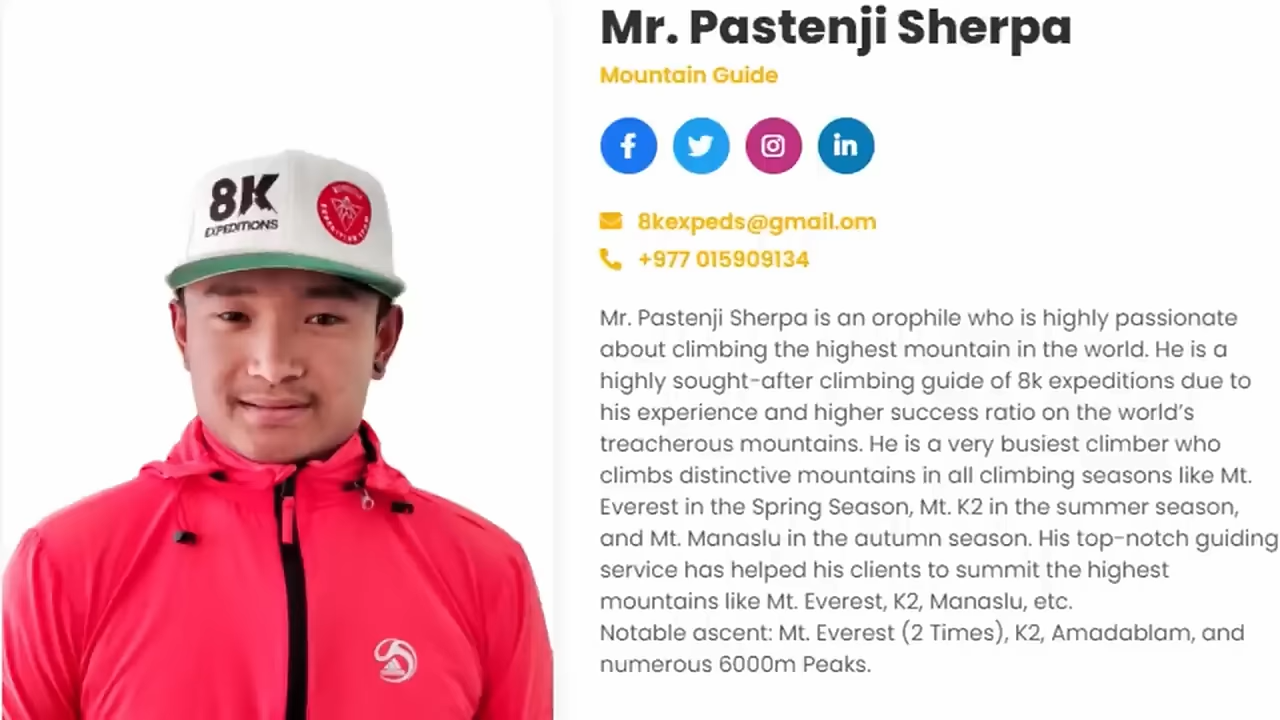 Mr. Pastenji Sherpa
Mountain Guide
8K
EXPEDITIONS
8kexpeds@gmail.om
+977 015909134
Mr. Pastenji Sherpa is an orophile who is highly passionate
about climbing the highest mountain in the world. He is a
highly sought-after climbing guide of 8k expeditions due to
his experience and higher success ratio on the world’s
treacherous mountains. He is a very busiest climber who
climbs distinctive mountains in all climbing seasons like Mt.
Everest in the Spring Season, Mt. K2 in the summer season,
and Mt. Manaslu in the autumn season. His top-notch guiding
service has helped his clients to summit the highest
mountains like Mt. Everest, K2, Manaslu, etc.
Notable ascent: Mt. Everest (2 Times), K2, Amadablam, and
numerous 6000m Peaks.